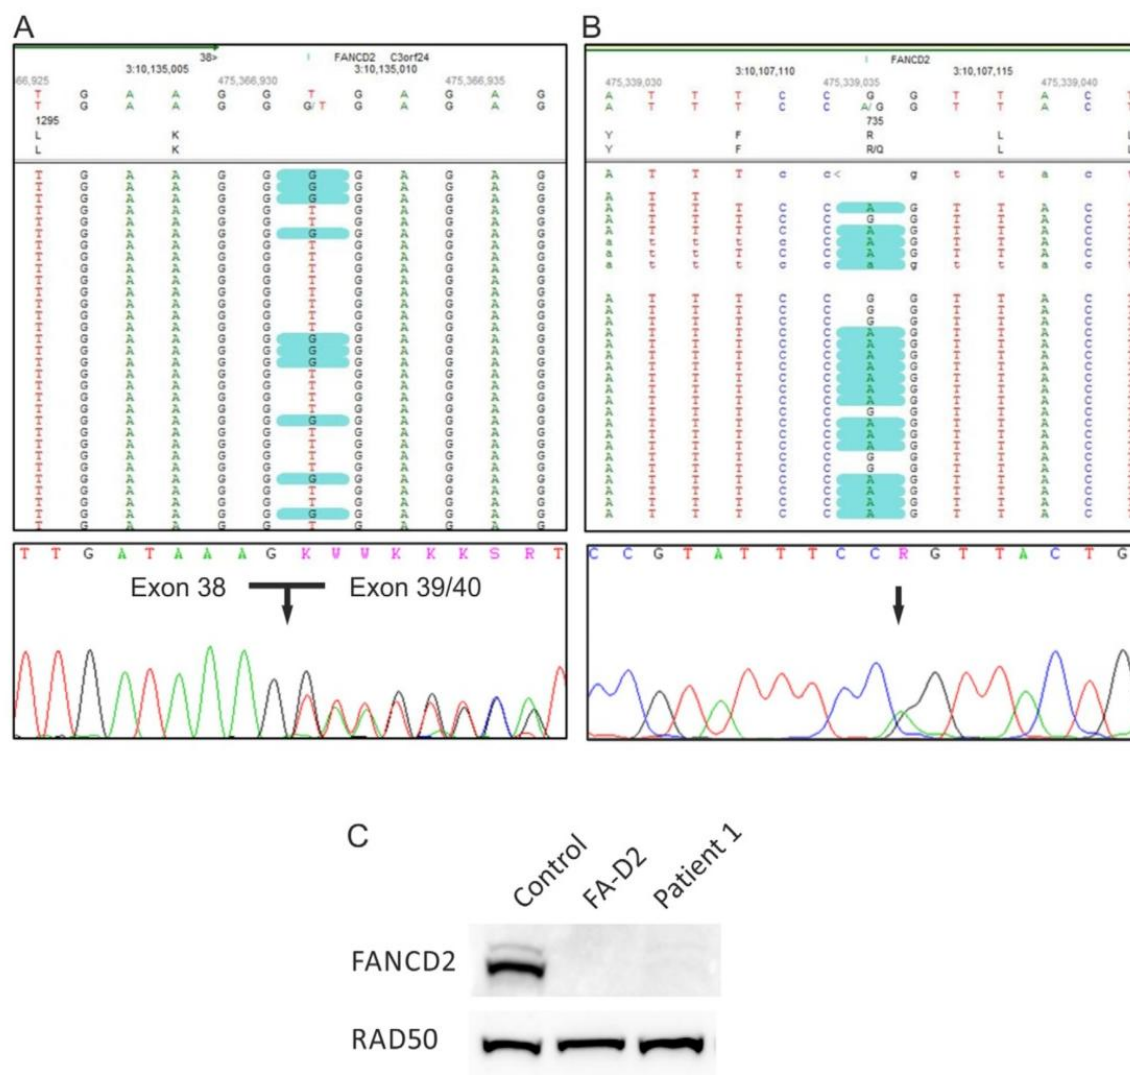 A
38>
FANCD2 C3orf24
3:10,135,005 3:10,135,010
66,925 475,366,930 475,366,935
T G A A G G T G A G A G
T G A A G G G/T G A G A G
1295
L K
L K
T G A A G G G G A G A G
T G A A G G G G A G A G
T G A A G G G G A G A G
T G A A G G T G A G A G
T G A A G G T G A G A G
T G A A G G G G A G A G
T G A A G G T G A G A G
T G A A G G T G A G A G
T G A A G G T G A G A G
T G A A G G T G A G A G
T G A A G G T G A G A G
T G A A G G T G A G A G
T G A A G G T G A G A G
T G A A G G T G A G A G
T G A A G G G G A G A G
T G A A G G G G A G A G
T G A A G G G G A G A G
T G A A G G T G A G A G
T G A A G G T G A G A G
T G A A G G T G A G A G
T G A A G G T G A G A G
T G A A G G G G A G A G
T G A A G G T G A G A G
T G A A G G T G A G A G
T G A A G G T G A G A G
T G A A G G T G A G A G
T G A A G G G G A G A G
T G A A G G T G A G A G
T G A A G G T G A G A G
T G A A G G G G A G A G
T G A A G G T G A G A G
T T G A T A A A G K W W K K K S R T
Exon 38 Exon 39/40
B
FANCD2
3:10,107,110 3:10,107,115
475,339,030 475,339,035 475,339,040
A T T T C C G G T T A C T
A T T T C C A/G G T T A C T
735
Y F R L L
Y F R/Q L L
A T T T c c < g t t a c t
A T T
A T T T C C A G T T A C T
A T T T C C G G T T A C T
A T T T C C A G T T A C T
a t t t c c a g t t a c t
A T T T C C G G T T A C T
A T T T C C G G T T A C T
A T T T C C G G T T A C T
A T T T C C A G T T A C T
A T T T C C A G T T A C T
A T T T C C A G T T A C T
A T T T C C A G T T A C T
A T T T C C A G T T A C T
A T T T C C A G T T A C T
A T T T C C A G T T A C T
A T T T C C G G T T A C T
A T T T C C A G T T A C T
A T T T C C A G T T A C T
A T T T C C A G T T A C T
A T T T C C G G T T A C T
A T T T C C G G T T A C T
A T T T C C A G T T A C T
A T T T C C A G T T A C T
A T T T C C A G T T A C T
A T T T C C A G T T A C T
C C G T A T T T C C R G T T A C T G
C
Control
FA-D2
Patient 1
FANCD2
RAD50